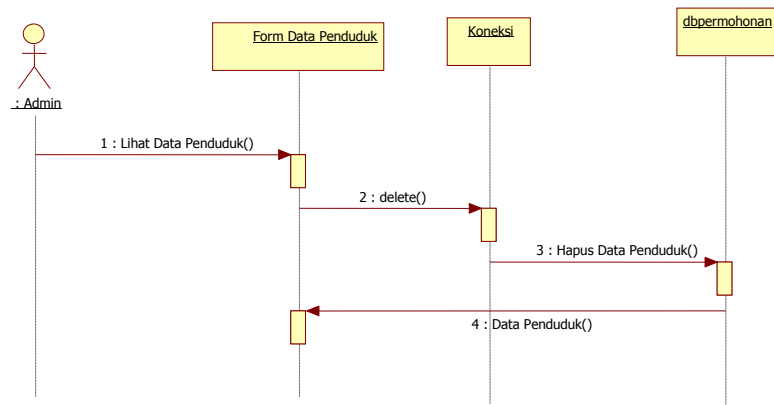 Form Data Penduduk
Koneksi
dbpermohonan
: Admin
1 : Lihat Data Penduduk()
2 : delete()
3 : Hapus Data Penduduk()
4 : Data Penduduk()